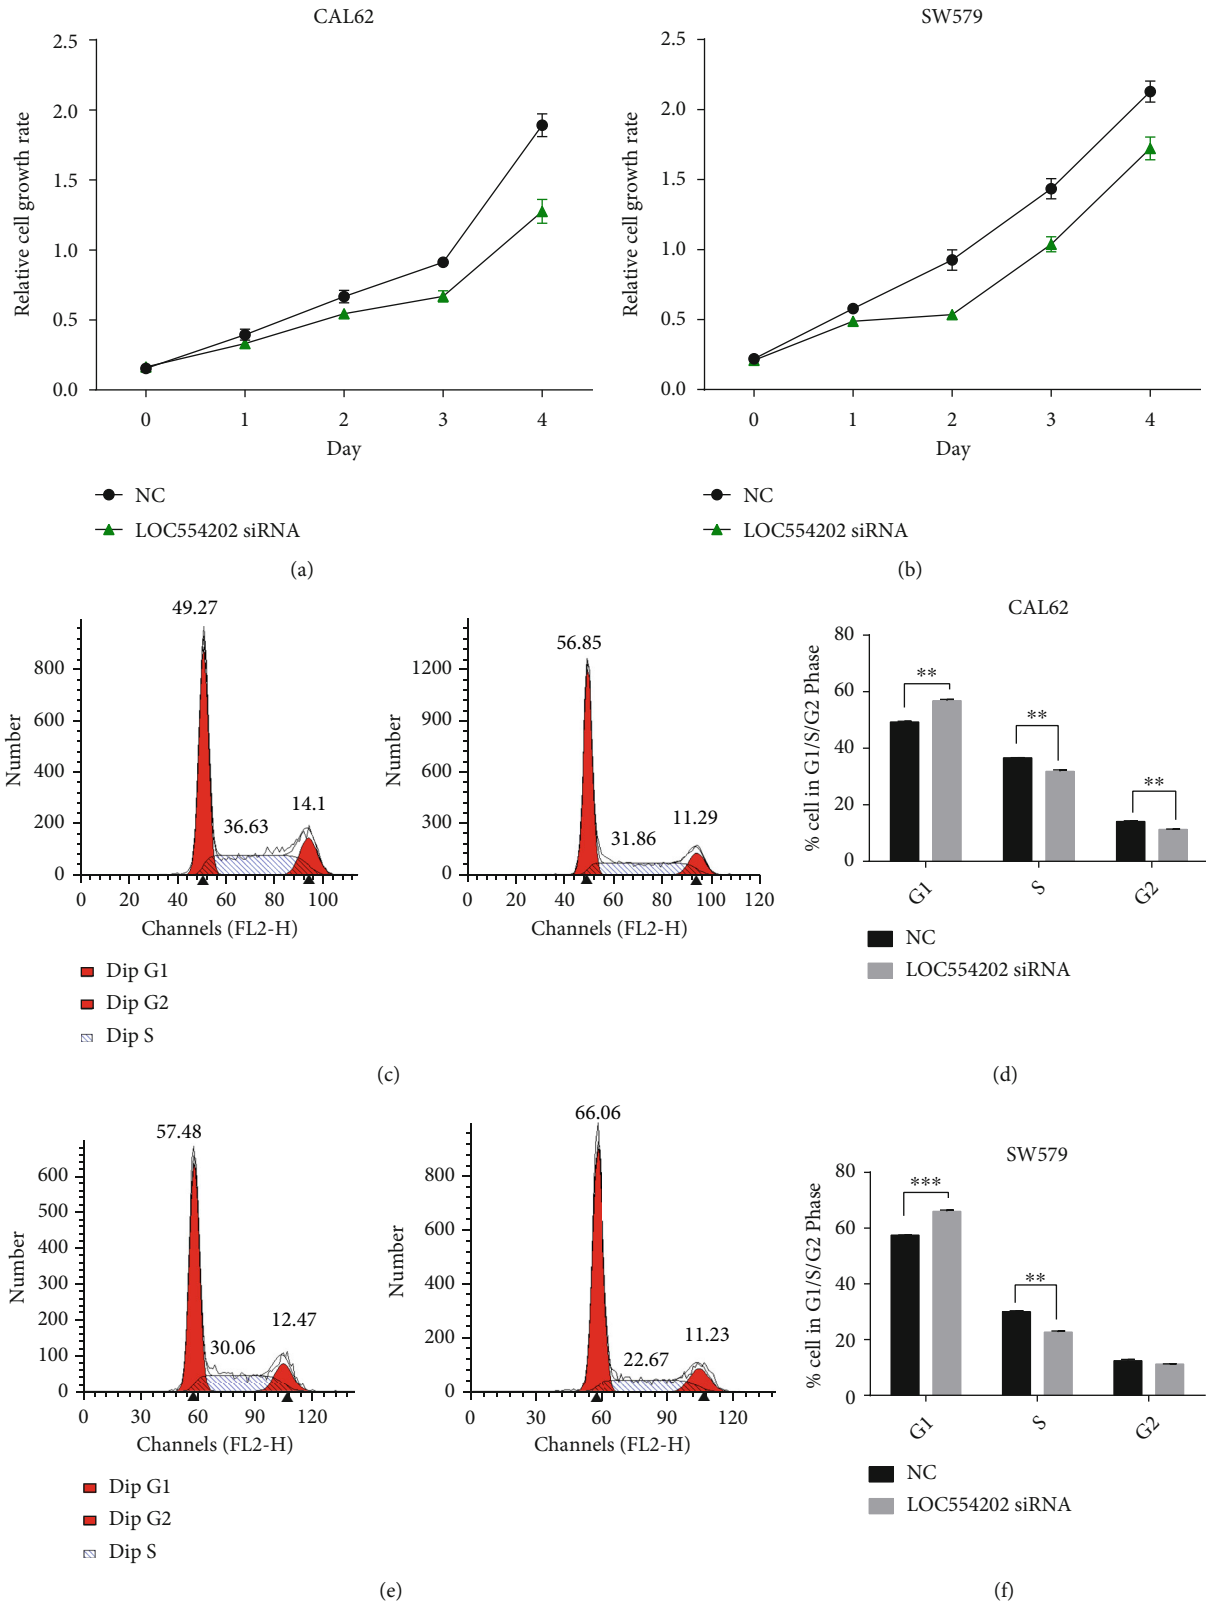 CAL62
2.5
2.0
1.5
1.0
0.5
0.0
Relative cell growth rate
0 1 2 3 4
Day
NC
LOC554202 siRNA
(a)
SW579
2.5
2.0
1.5
1.0
0.5
0.0
Relative cell growth rate
0 1 2 3 4
Day
NC
LOC554202 siRNA
(b)
49.27
800
600
400
200
0
Number
36.63
14.1
0 20 40 60 80 100
Channels (FL2-H)
56.85
1200
900
600
300
0
Number
31.86
11.29
0 20 40 60 80 100 120
Channels (FL2-H)
Dip G1
Dip G2
Dip S
(c)
CAL62
80
60
40
20
0
% cell in G1/S/G2 Phase
**
**
**
G1 S G2
NC
LOC554202 siRNA
(d)
57.48
600
500
400
300
200
100
0
Number
30.06
12.47
0 30 60 90 120
Channels (FL2-H)
66.06
800
600
400
200
0
Number
22.67
11.23
0 30 60 90 120
Channels (FL2-H)
Dip G1
Dip G2
Dip S
(e)
SW579
80
60
40
20
0
% cell in G1/S/G2 Phase
***
**
G1 S G2
NC
LOC554202 siRNA
(f)